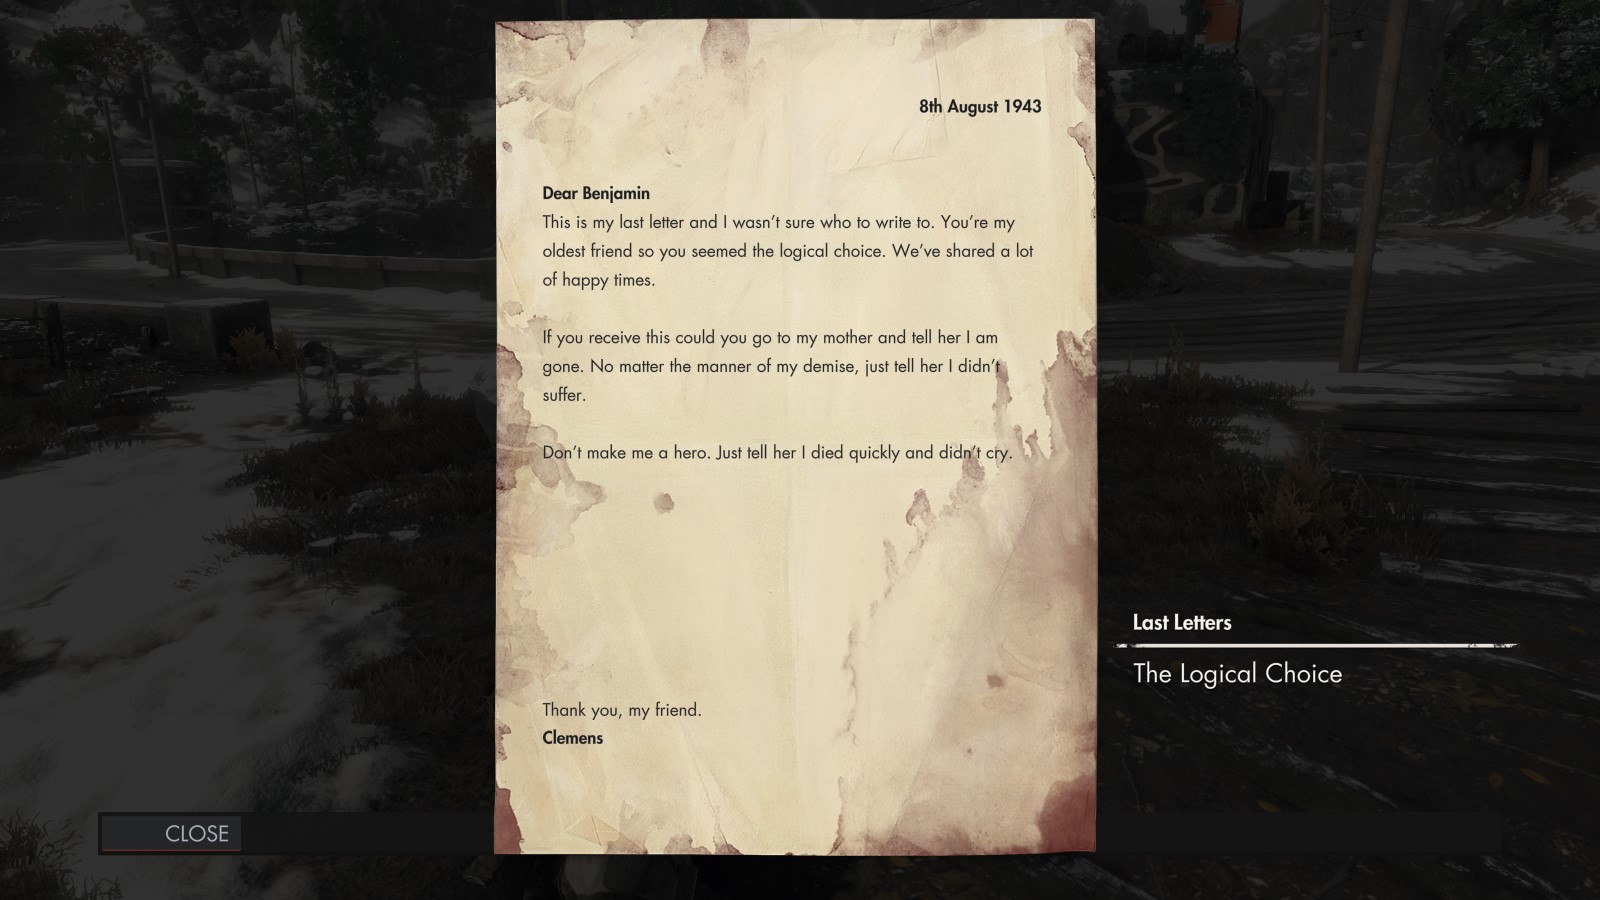 8th August 1943
Dear Benjamin
This is my last letter and I wasn't sure who to write to. You're my
oldest friend so you seemed the logical choice. We've shared a lot
of happy times.
If you receive this could you go to my mother and tell her I am
gone. No matter the manner of my demise, just tell her I didn't
suffer.
Don't make me a hero. Just tell her I died quickly and didn't cry.
Thank you, my friend.
Clemens
Last Letters
The Logical Choice
CLOSE